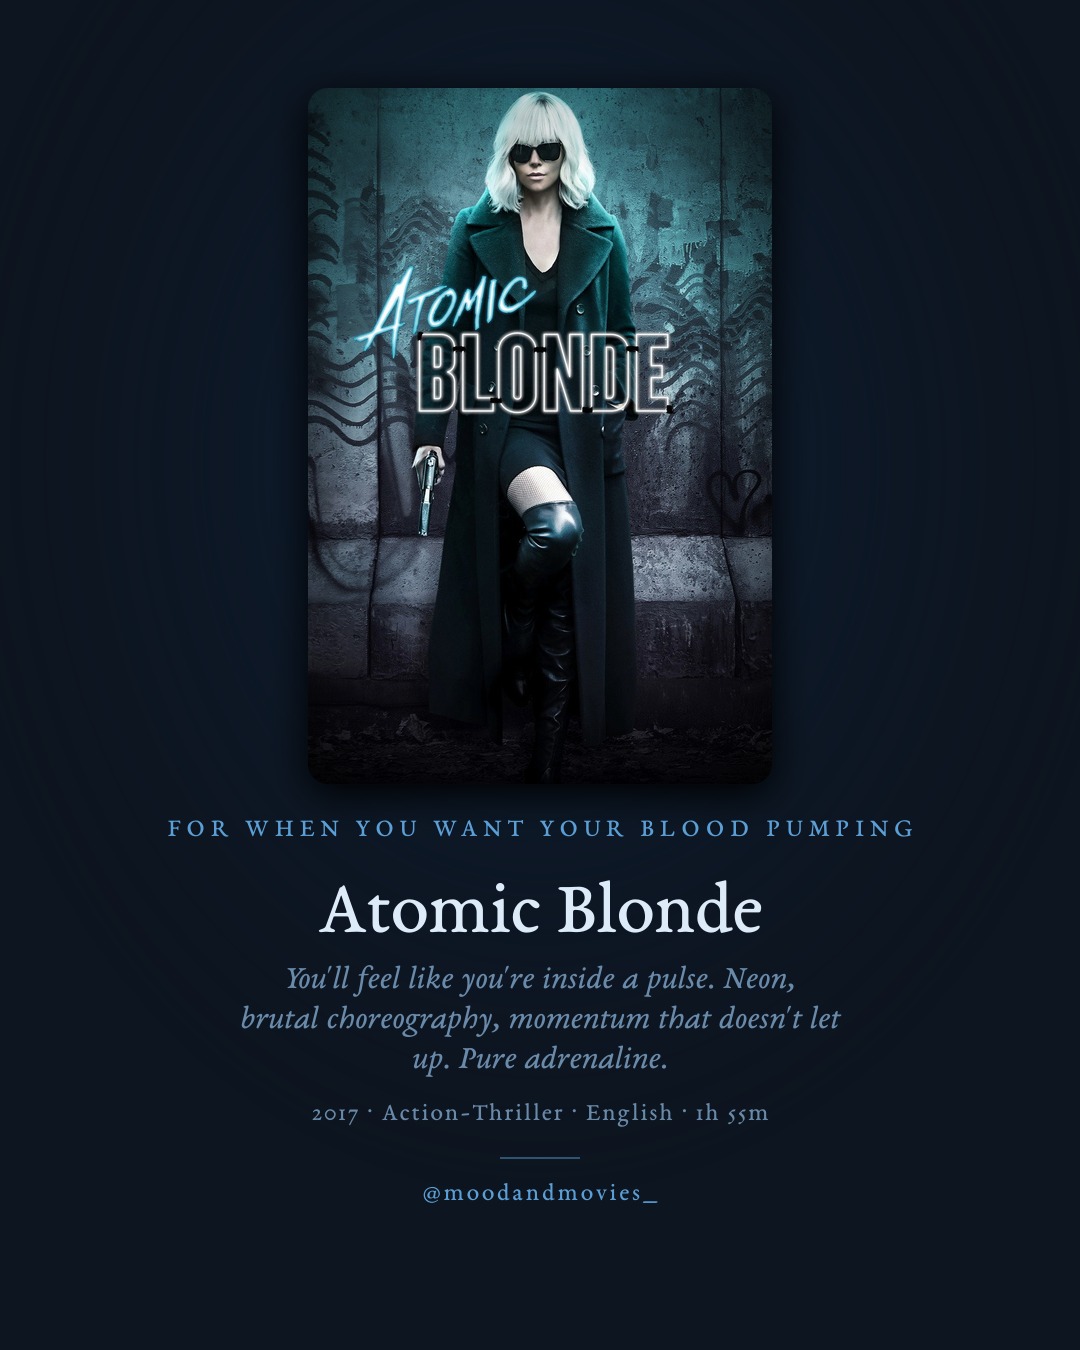 ATOMIC
BLONDE
FOR WHEN YOU WANT YOUR BLOOD PUMPING
Atomic Blonde
You'll feel like you're inside a pulse. Neon,
brutal choreography, momentum that doesn't let
up. Pure adrenaline.
2017 · Action-Thriller · English · 1h 55m
@moodandmovies_